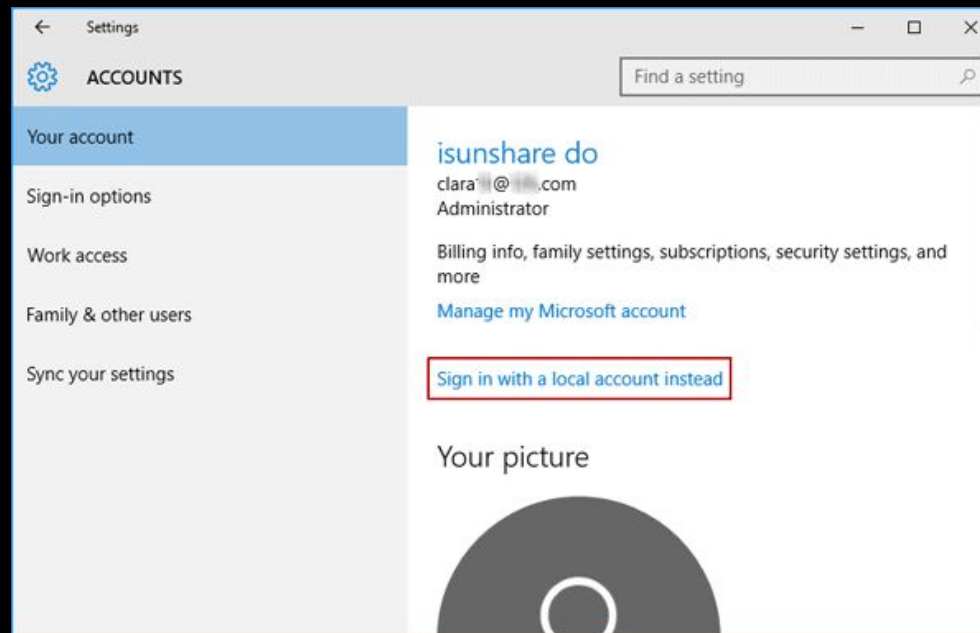 Settings
ACCOUNTS
Find a setting
Your account
Sign-in options
Work access
Family & other users
Sync your settings
isunshare do
clara @ .com
Administrator
Billing info, family settings, subscriptions, security settings, and
more
Manage my Microsoft account
Sign in with a local account instead
Your picture